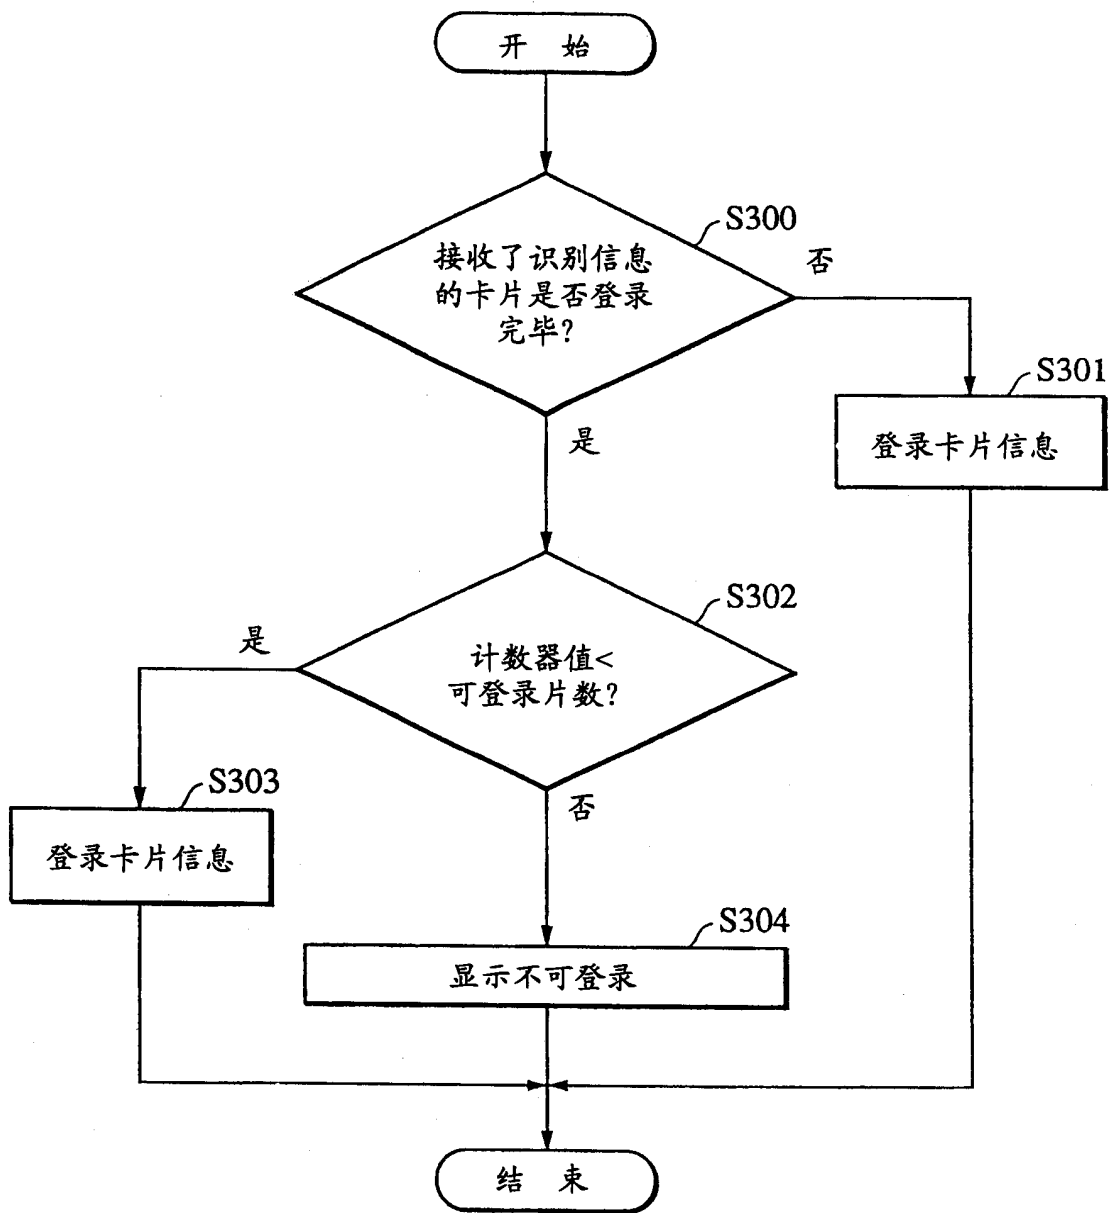 开 始
S300
接收了识别信息
的卡片是否登录
完毕?
否
S301
登录卡片信息
是
S302
计数器值<
可登录片数?
是
S303
登录卡片信息
否
S304
显示不可登录
结 束